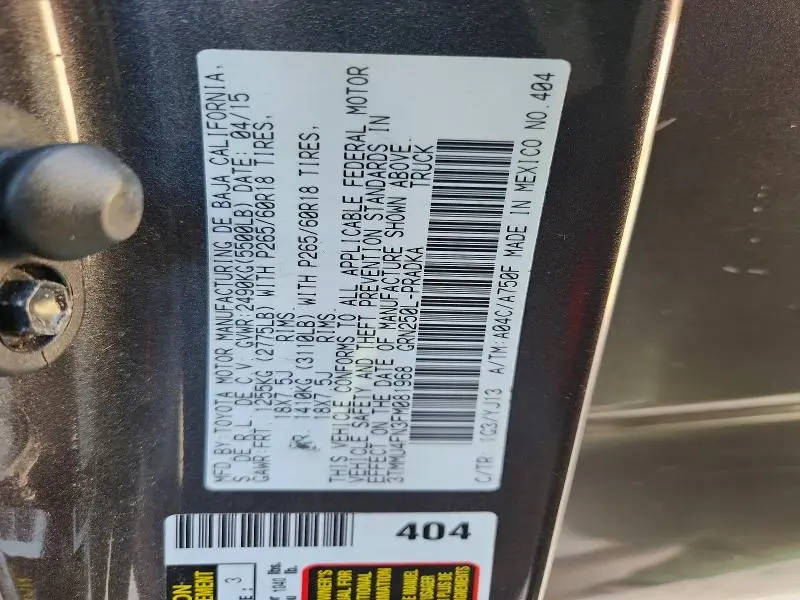 MFD BY TOYOTA MOTOR MANUFACTURING DE BAJA CALIFORNIA,
S. DE R.L. DE C.V. GVWR:2490KG(5500LB) DATE: 04/15
GAWR:FRT. 1255KG (2775LB) WITH P265/60R18 TIRES,
18X7.5J RIMS,
RR 1410KG (3110LB) WITH P265/60R18 TIRES,
18X7.5J RIMS.
THIS VEHICLE CONFORMS TO ALL APPLICABLE FEDERAL MOTOR
VEHICLE SAFETY AND THEFT PREVENTION STANDARDS IN
EFFECT ON THE DATE OF MANUFACTURE SHOWN ABOVE.
3TMMU4FN3FM081968 GRN250L-PRADKA TRUCK
C/TR: 1G3/YJ13 A/TM:A04C/A750F MADE IN MEXICO NO.404
404